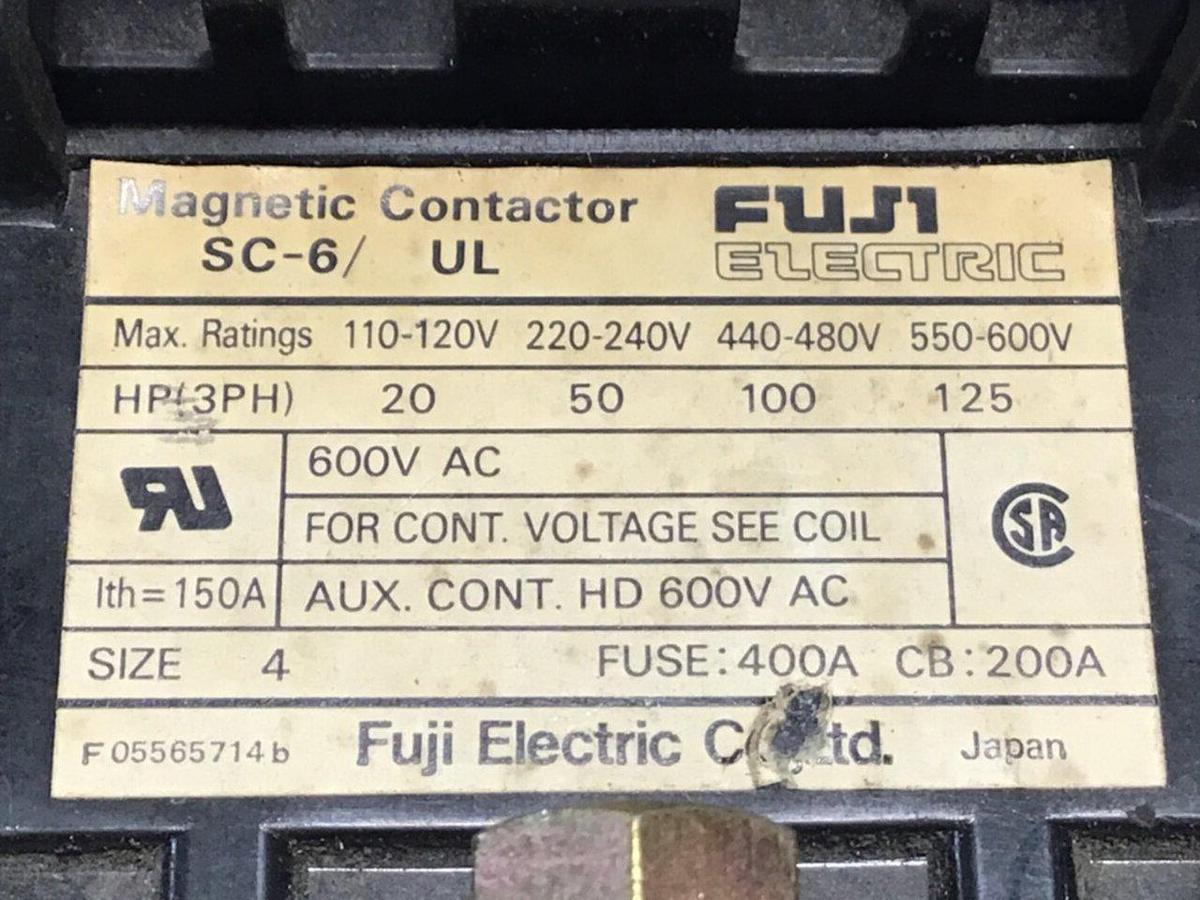 Magnetic Contactor FUJI
SC-6/ UL ELECTRIC
Max. Ratings 110-120V 220-240V 440-480V 550-600V
HP(3PH) 20 50 100 125
RU
600V AC
FOR CONT. VOLTAGE SEE COIL
Ith=150A AUX. CONT. HD 600V AC
CSA
SIZE 4 FUSE:400A CB:200A
F05565714b Fuji Electric Japan